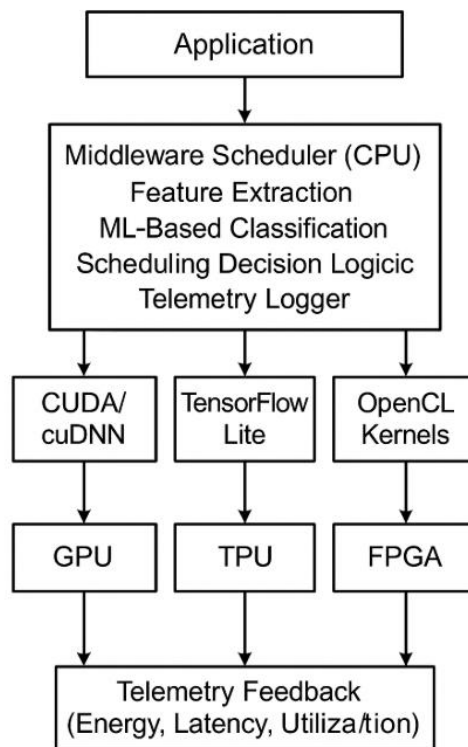 Application
Middleware Scheduler (CPU)
Feature Extraction
ML-Based Classification
Scheduling Decision Logicic
Telemetry Logger
CUDA/
cuDNN
TensorFlow
Lite
OpenCL
Kernels
GPU
TPU
FPGA
Telemetry Feedback
(Energy, Latency, Utiliza/tion)